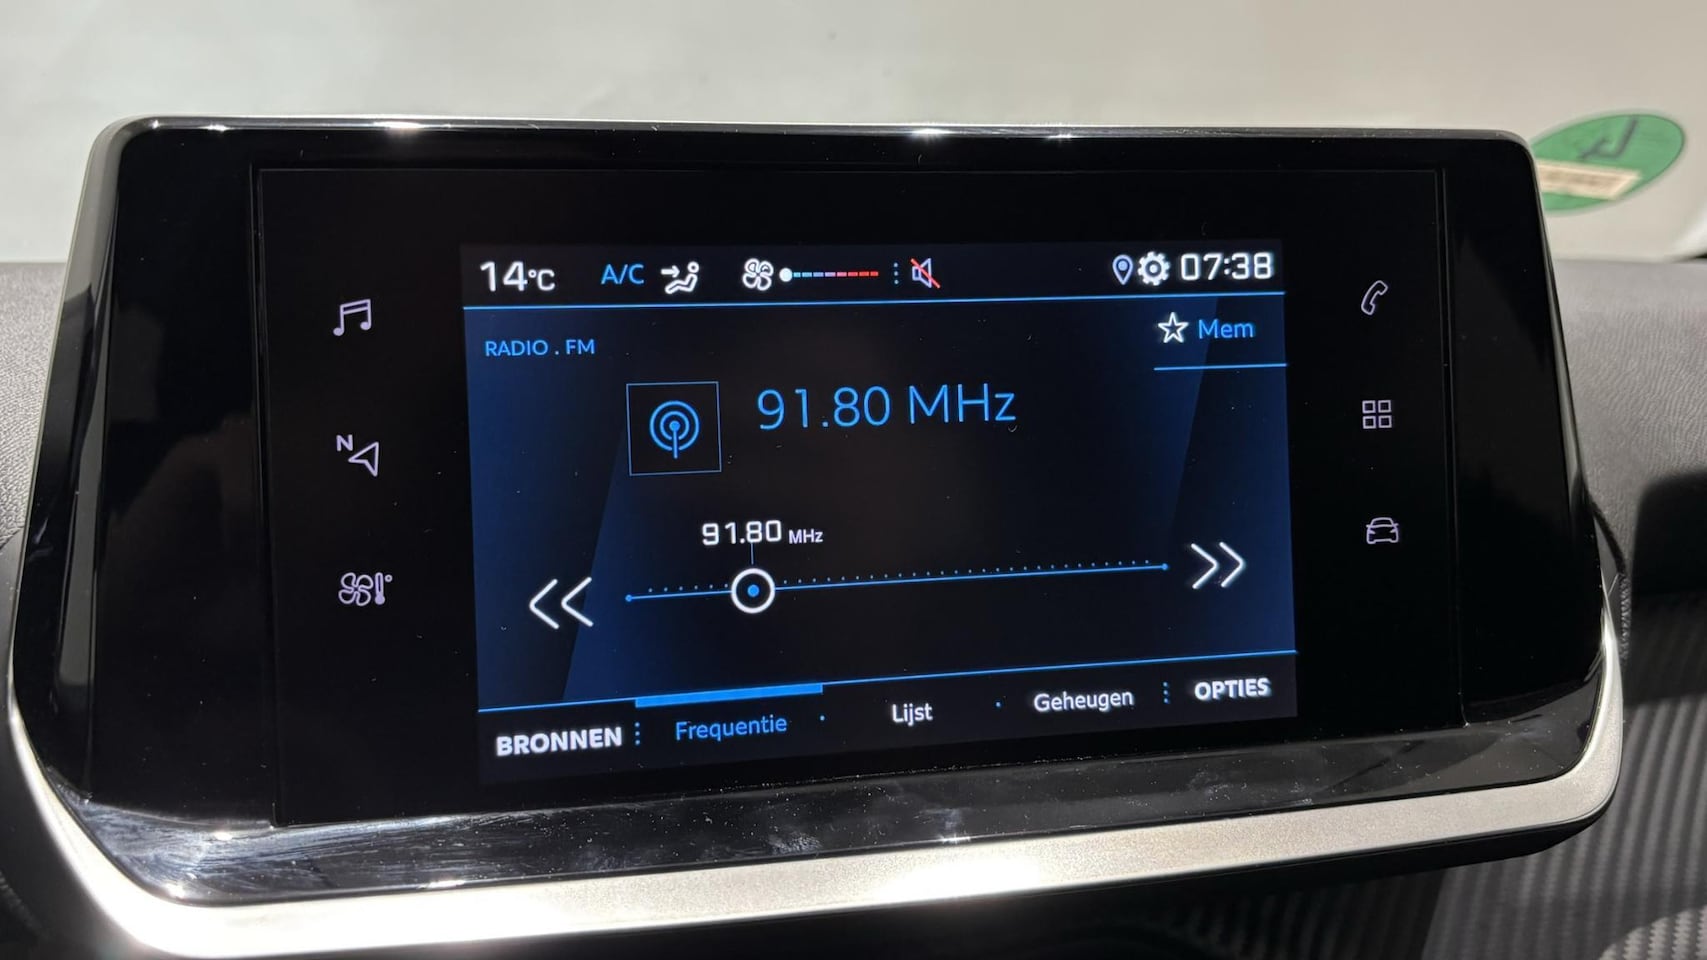 14°C A/C 07:38
RADIO . FM
Mem
91.80 MHz
N
91.80 MHz
BRONNEN Frequentie Lijst Geheugen OPTIES